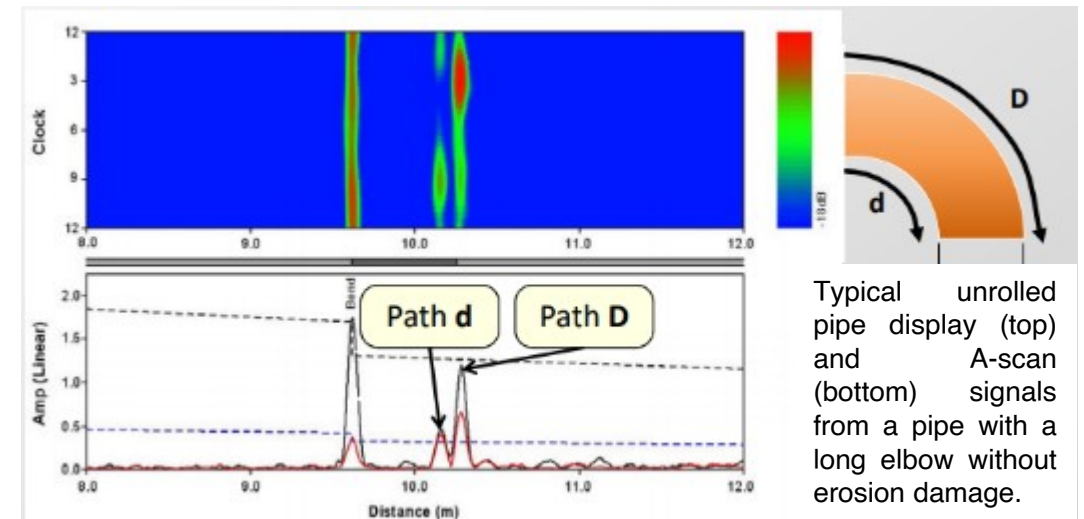 12
3
6
9
12
Clock
8.0 9.0 10.0 11.0 12.0
-18dB
D
d
2.0
1.5
1.0
0.5
0.0
Amp (Linear)
Bend
Path d
Path D
8.0 9.0 10.0 11.0 12.0
Distance (m)
Typical unrolled
pipe display (top)
and A-scan
(bottom) signals
from a pipe with a
long elbow without
erosion damage.